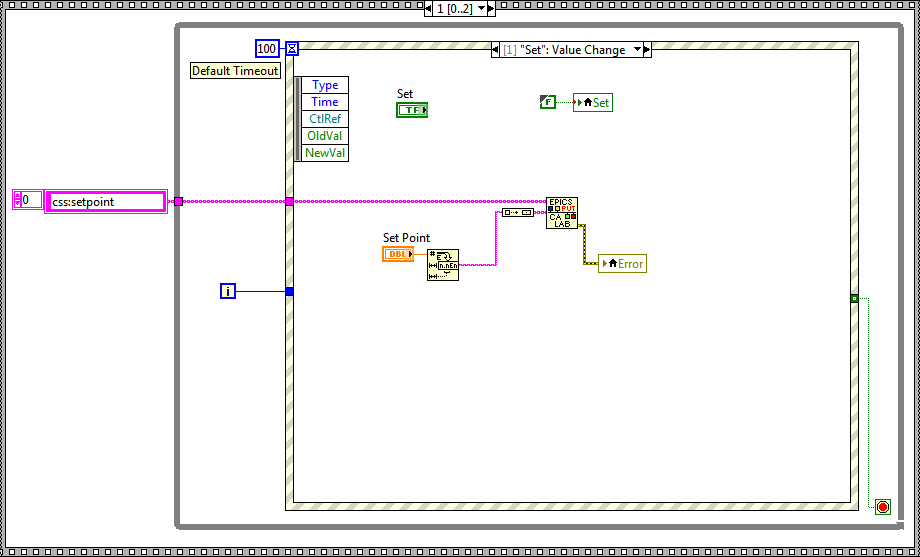 1 [0..2]
100
[1] "Set": Value Change
Default Timeout
Type
Time
CtlRef
OldVal
NewVal
Set
TF
F
Set
0
css:setpoint
EPICS
PUT
CA
LAB
Set Point
DBL
#
n.nEn
Error
i